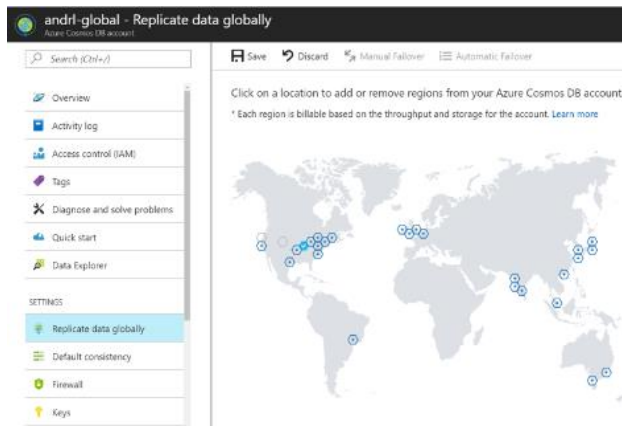 andrl-global - Replicate data globally
Azure Cosmos DB account
Search (Ctrl+/)
Save Discard Manual Failover Automatic Failover
Overview
Activity log
Access control (IAM)
Tags
Diagnose and solve problems
Quick start
Data Explorer
SETTINGS
Replicate data globally
Default consistency
Firewall
Keys
Click on a location to add or remove regions from your Azure Cosmos DB account
* Each region is billable based on the throughput and storage for the account. Learn more